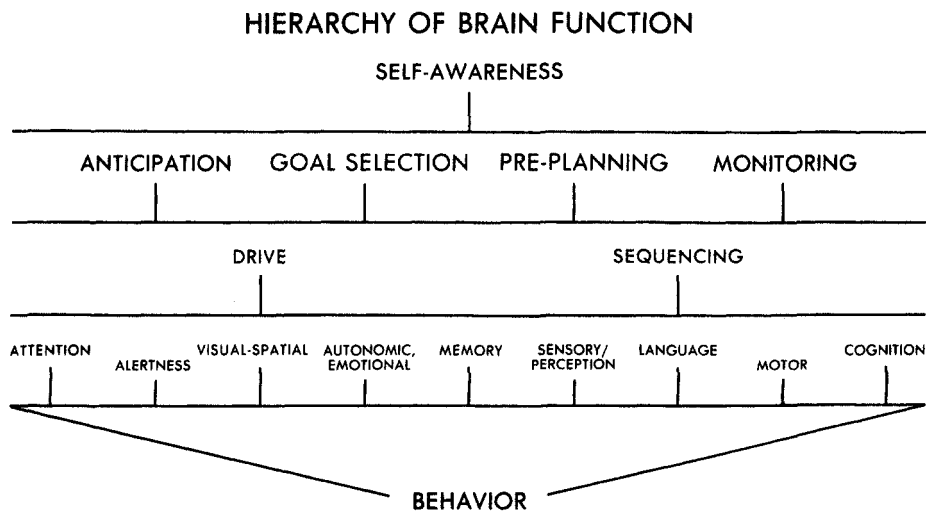 HIERARCHY OF BRAIN FUNCTION
SELF-AWARENESS
ANTICIPATION GOAL SELECTION PRE-PLANNING MONITORING
DRIVE SEQUENCING
ATTENTION ALERTNESS VISUAL-SPATIAL AUTONOMIC, EMOTIONAL MEMORY SENSORY/ PERCEPTION LANGUAGE MOTOR COGNITION
BEHAVIOR